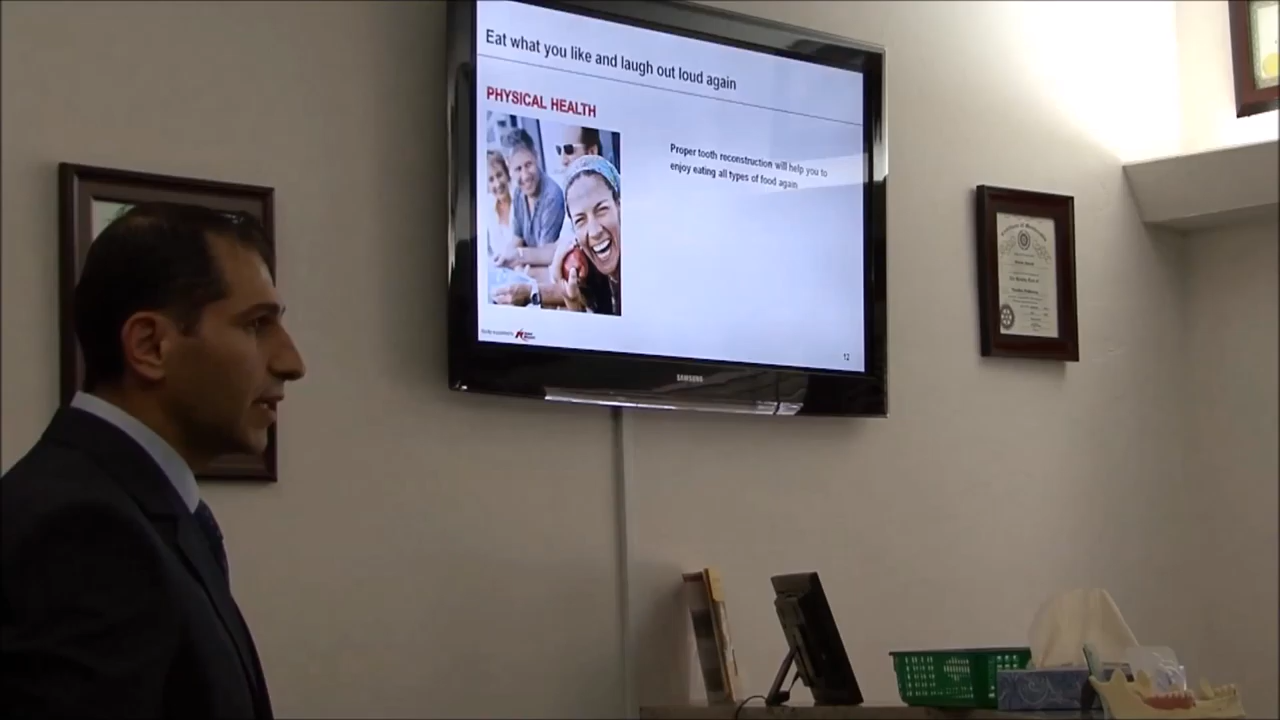 Eat what you like and laugh out loud again
PHYSICAL HEALTH
Proper tooth reconstruction will help you to
enjoy eating all types of food again
12
SAMSUNG